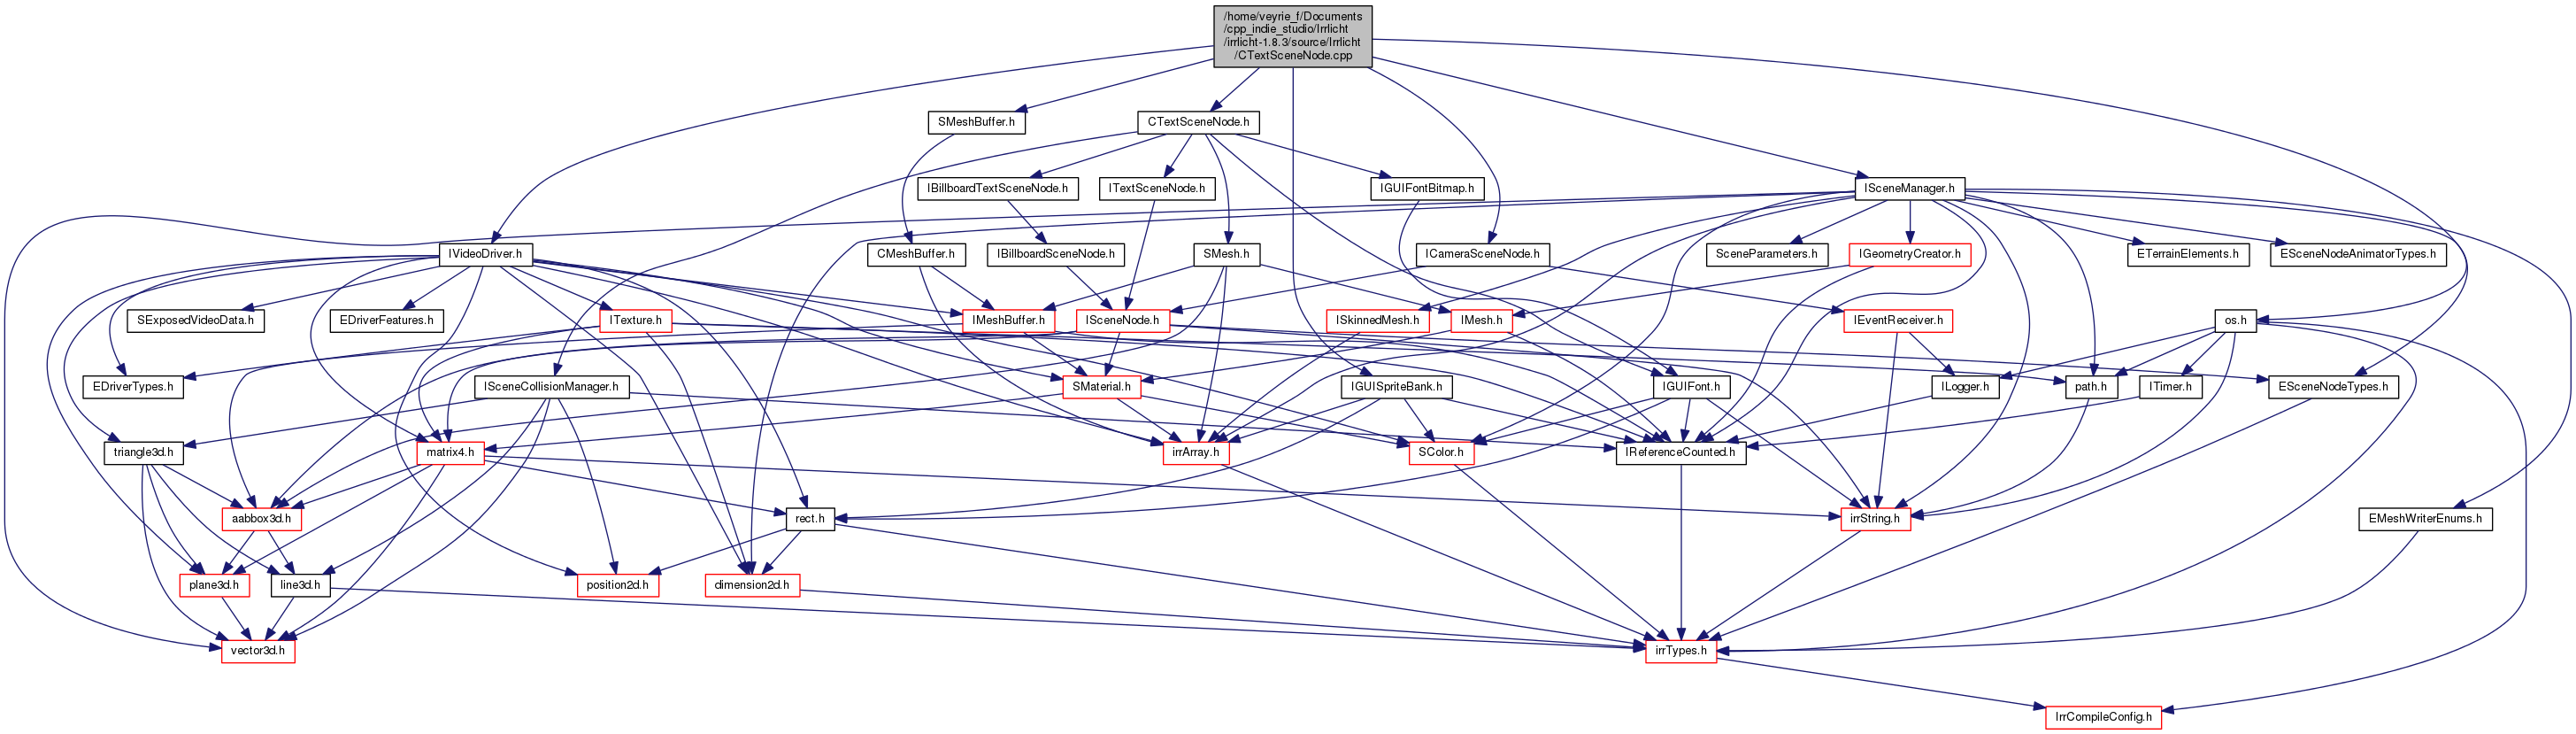 /home/veyrie_f/Documents
/cpp_indie_studio/Irrlicht
/irrlicht-1.8.3/source/Irrlicht
/CTextSceneNode.cpp
SMeshBuffer.h
CTextSceneNode.h
IBillboardTextSceneNode.h
ITextSceneNode.h
IGUIFontBitmap.h
ISceneManager.h
IVideoDriver.h
CMeshBuffer.h
IBillboardSceneNode.h
SMesh.h
ICameraSceneNode.h
SceneParameters.h
IGeometryCreator.h
ETerrainElements.h
ESceneNodeAnimatorTypes.h
SExposedVideoData.h
EDriverFeatures.h
ITexture.h
IMeshBuffer.h
ISceneNode.h
ISkinnedMesh.h
IMesh.h
IEventReceiver.h
os.h
EDriverTypes.h
ISceneCollisionManager.h
SMaterial.h
IGUISpriteBank.h
IGUIFont.h
ILogger.h
path.h
ITimer.h
ESceneNodeTypes.h
triangle3d.h
matrix4.h
irrArray.h
SColor.h
IReferenceCounted.h
aabbox3d.h
rect.h
irrString.h
EMeshWriterEnums.h
plane3d.h
line3d.h
position2d.h
dimension2d.h
vector3d.h
irrTypes.h
IrrCompileConfig.h